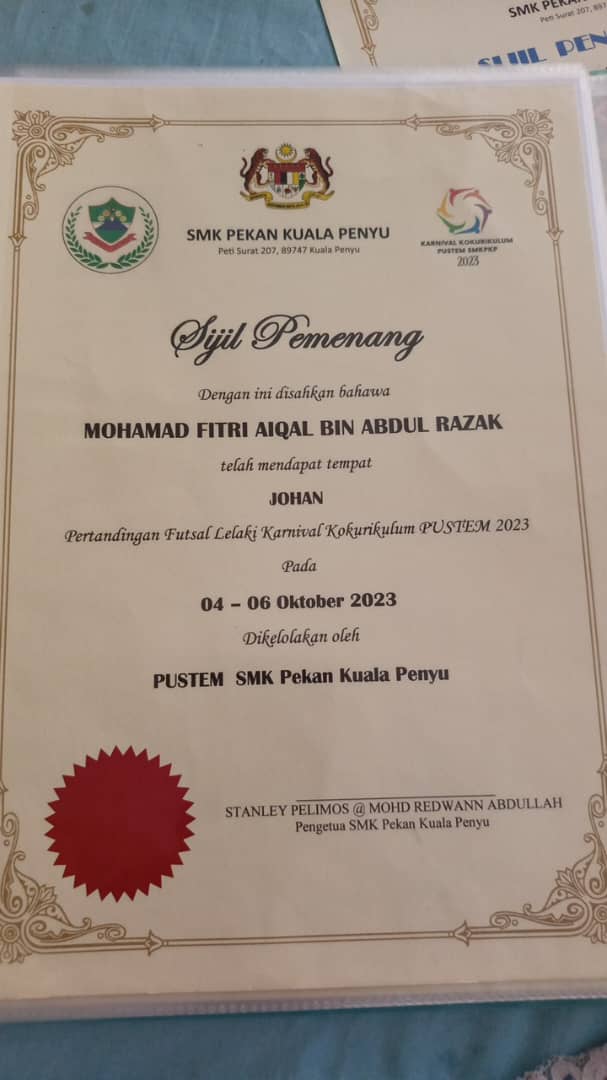 SMK PEKA
Peti Surat 207, 897
SIJIL PEN
SMK PEKAN KUALA PENYU
Peti Surat 207, 89747 Kuala Penyu
KARNIVAL KOKURIKULUM
PUSTEM SMKPKP
2023
Sijil Pemenang
Dengan ini disahkan bahawa
MOHAMAD FITRI AIQAL BIN ABDUL RAZAK
telah mendapat tempat
JOHAN
Pertandingan Futsal Lelaki Karnival Kokurikulum PUSTEM 2023
Pada
04 – 06 Oktober 2023
Dikelolakan oleh
PUSTEM SMK Pekan Kuala Penyu
STANLEY PELIMOS @ MOHD REDWANN ABDULLAH
Pengetua SMK Pekan Kuala Penyu